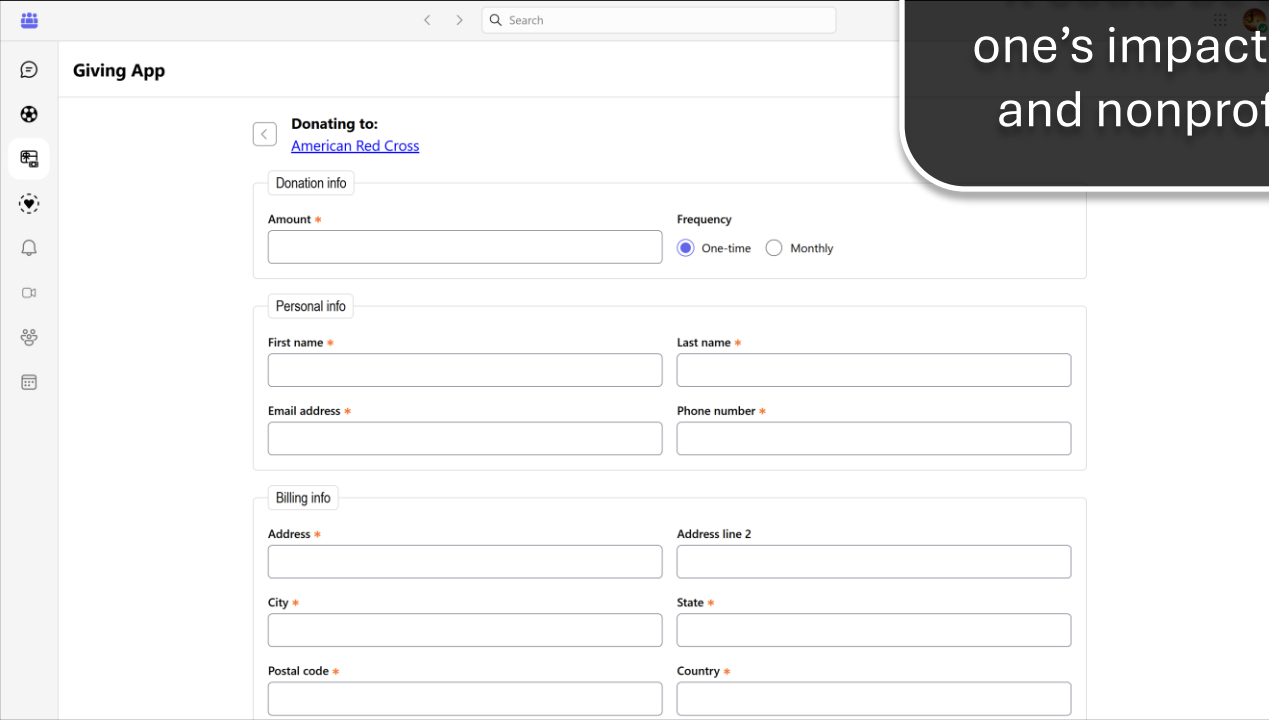 Search
one's impact
and nonprof
Giving App
Donating to:
American Red Cross
Donation info
Amount *
Frequency
One-time
Monthly
Personal info
First name *
Last name *
Email address *
Phone number *
Billing info
Address *
Address line 2
City *
State *
Postal code *
Country *